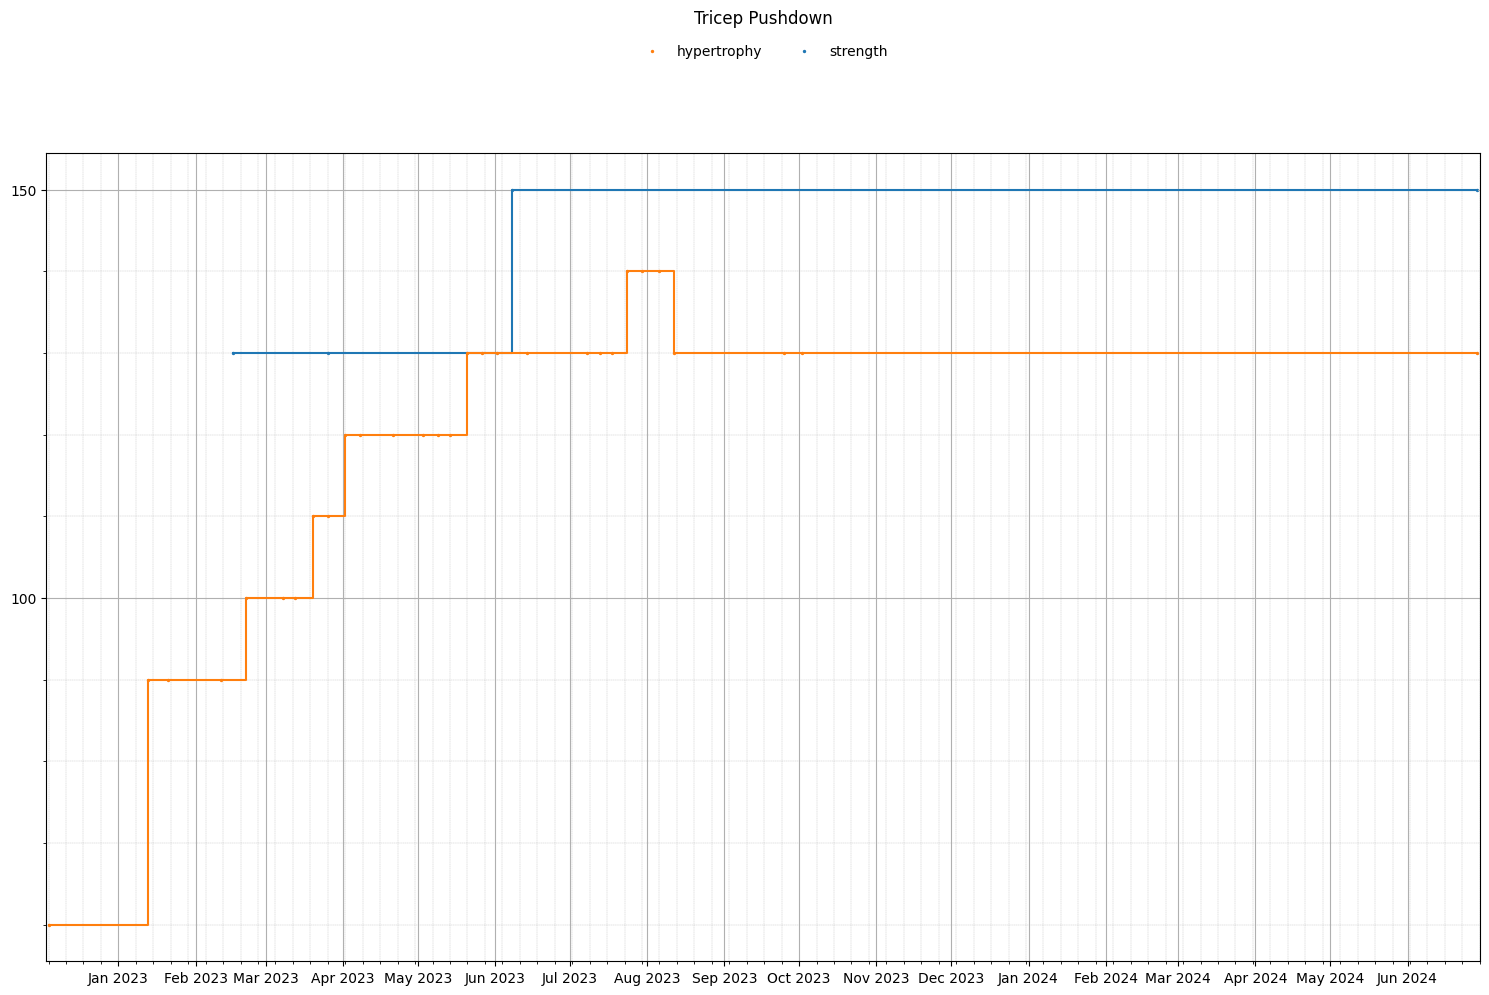 Tricep Pushdown
hypertrophy strength
150
100
Jan 2023 Feb 2023 Mar 2023 Apr 2023 May 2023 Jun 2023 Jul 2023 Aug 2023 Sep 2023 Oct 2023 Nov 2023 Dec 2023 Jan 2024 Feb 2024 Mar 2024 Apr 2024 May 2024 Jun 2024